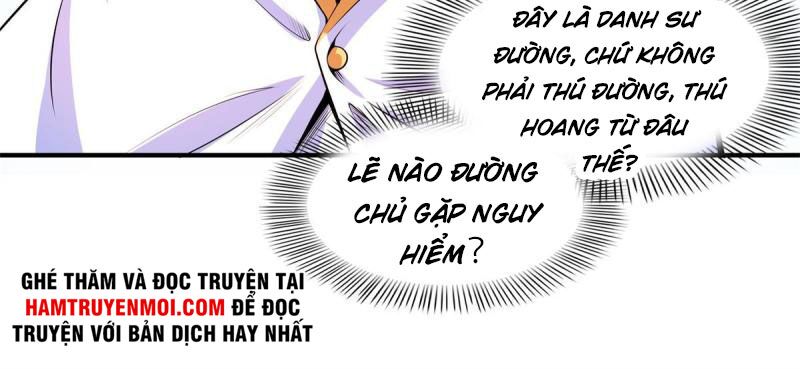 ĐÂY LÀ DANH SƯ
ĐƯỜNG, CHỨ KHÔNG
PHẢI THÚ ĐƯỜNG, THÚ
HOANG TỪ ĐÂU
THẾ?
LẼ NÀO ĐƯỜNG
CHỦ GẶP NGUY
HIỂM?
GHÉ THĂM VÀ ĐỌC TRUYỆN TẠI
HAMTRUYENMOI.COM ĐỂ ĐỌC
TRUYỆN VỚI BẢN DỊCH HAY NHẤT